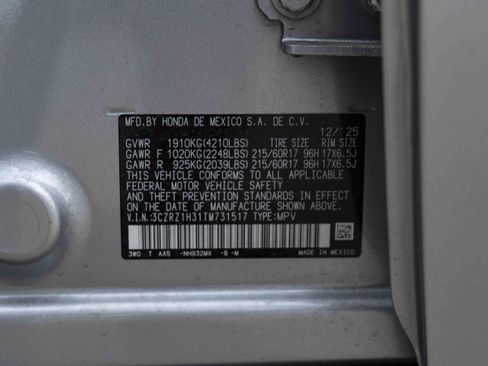 MFD.BY HONDA DE MEXICO S.A. DE C.V.
12/'25
GVWR 1910KG(4210LBS) TIRE SIZE RIM SIZE
GAWR F 1020KG(2248LBS) 215/60R17 96H 17X6.5J
GAWR R 925KG(2039LBS) 215/60R17 96H 17X6.5J
THIS VEHICLE CONFORMS TO ALL APPLICABLE
FEDERAL MOTOR VEHICLE SAFETY AND
THEFT PREVENTION STANDARDS IN EFFECT
ON THE DATE OF MANUFACTURE SHOWN ABOVE.
V.I.N.:3CZRZ1H31TM731517 TYPE:MPV
3W0 T AA5 -NH932MX -B -M MADE IN MEXICO